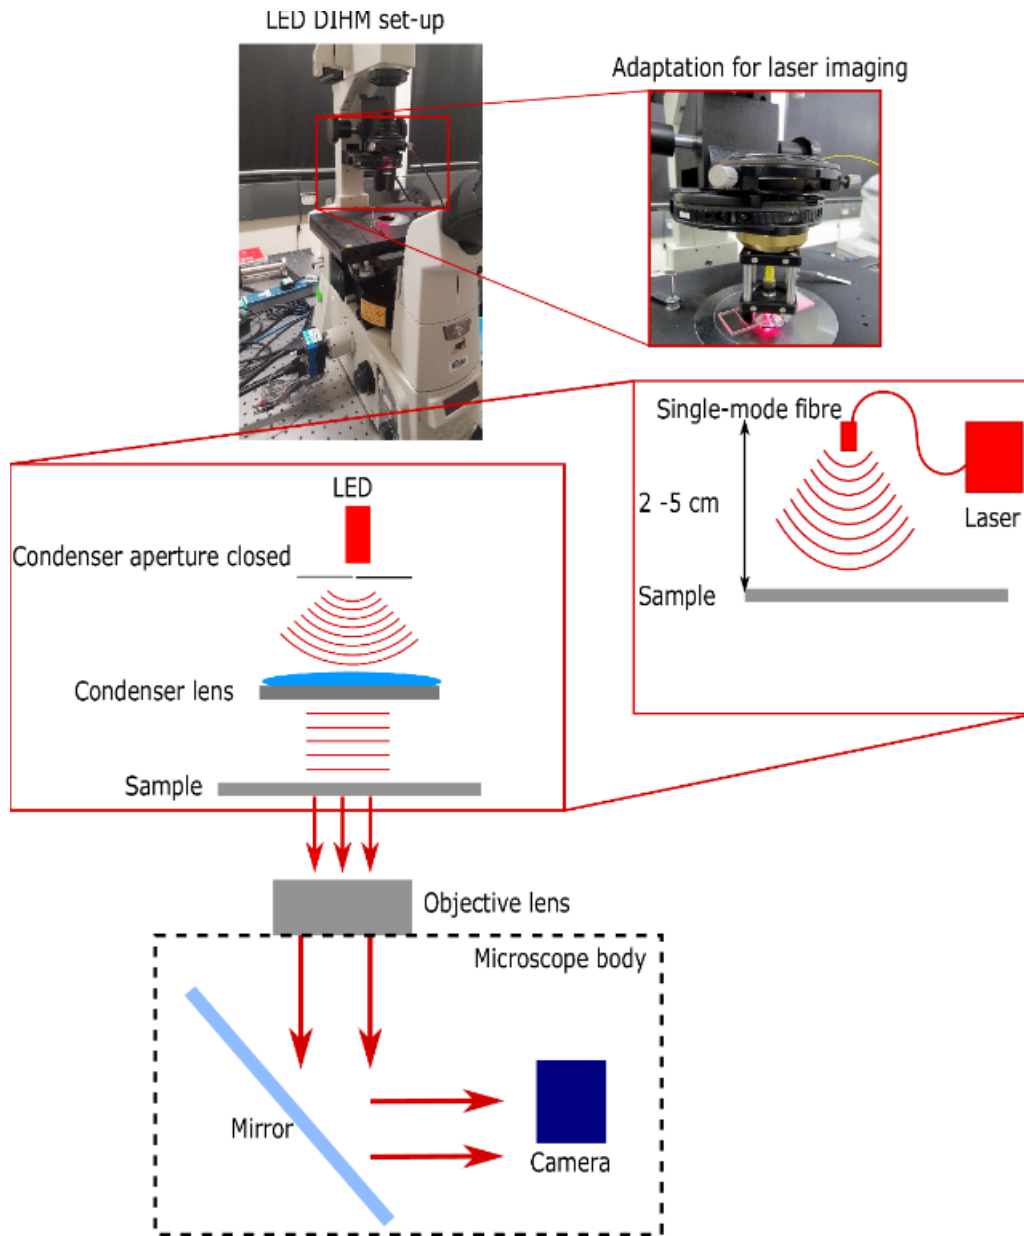 LED DIHM set-up
Adaptation for laser imaging
Single-mode fibre
2 -5 cm
Laser
Sample
LED
Condenser aperture closed
Condenser lens
Sample
Objective lens
Microscope body
Mirror
Camera